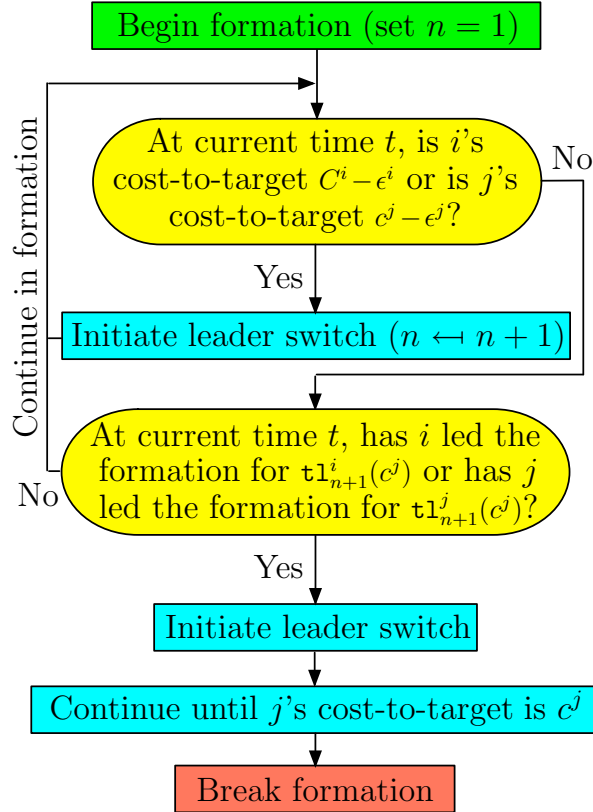 Begin formation (set n = 1)
At current time t, is i's
cost-to-target C^i − ϵ^i or is j's
cost-to-target c^j − ϵ^j?
No
Yes
Continue in formation
Initiate leader switch (n ↤ n + 1)
At current time t, has i led the
formation for tl^i_{n+1}(c^j) or has j
led the formation for tl^j_{n+1}(c^j)?
No
Yes
Initiate leader switch
Continue until j's cost-to-target is c^j
Break formation